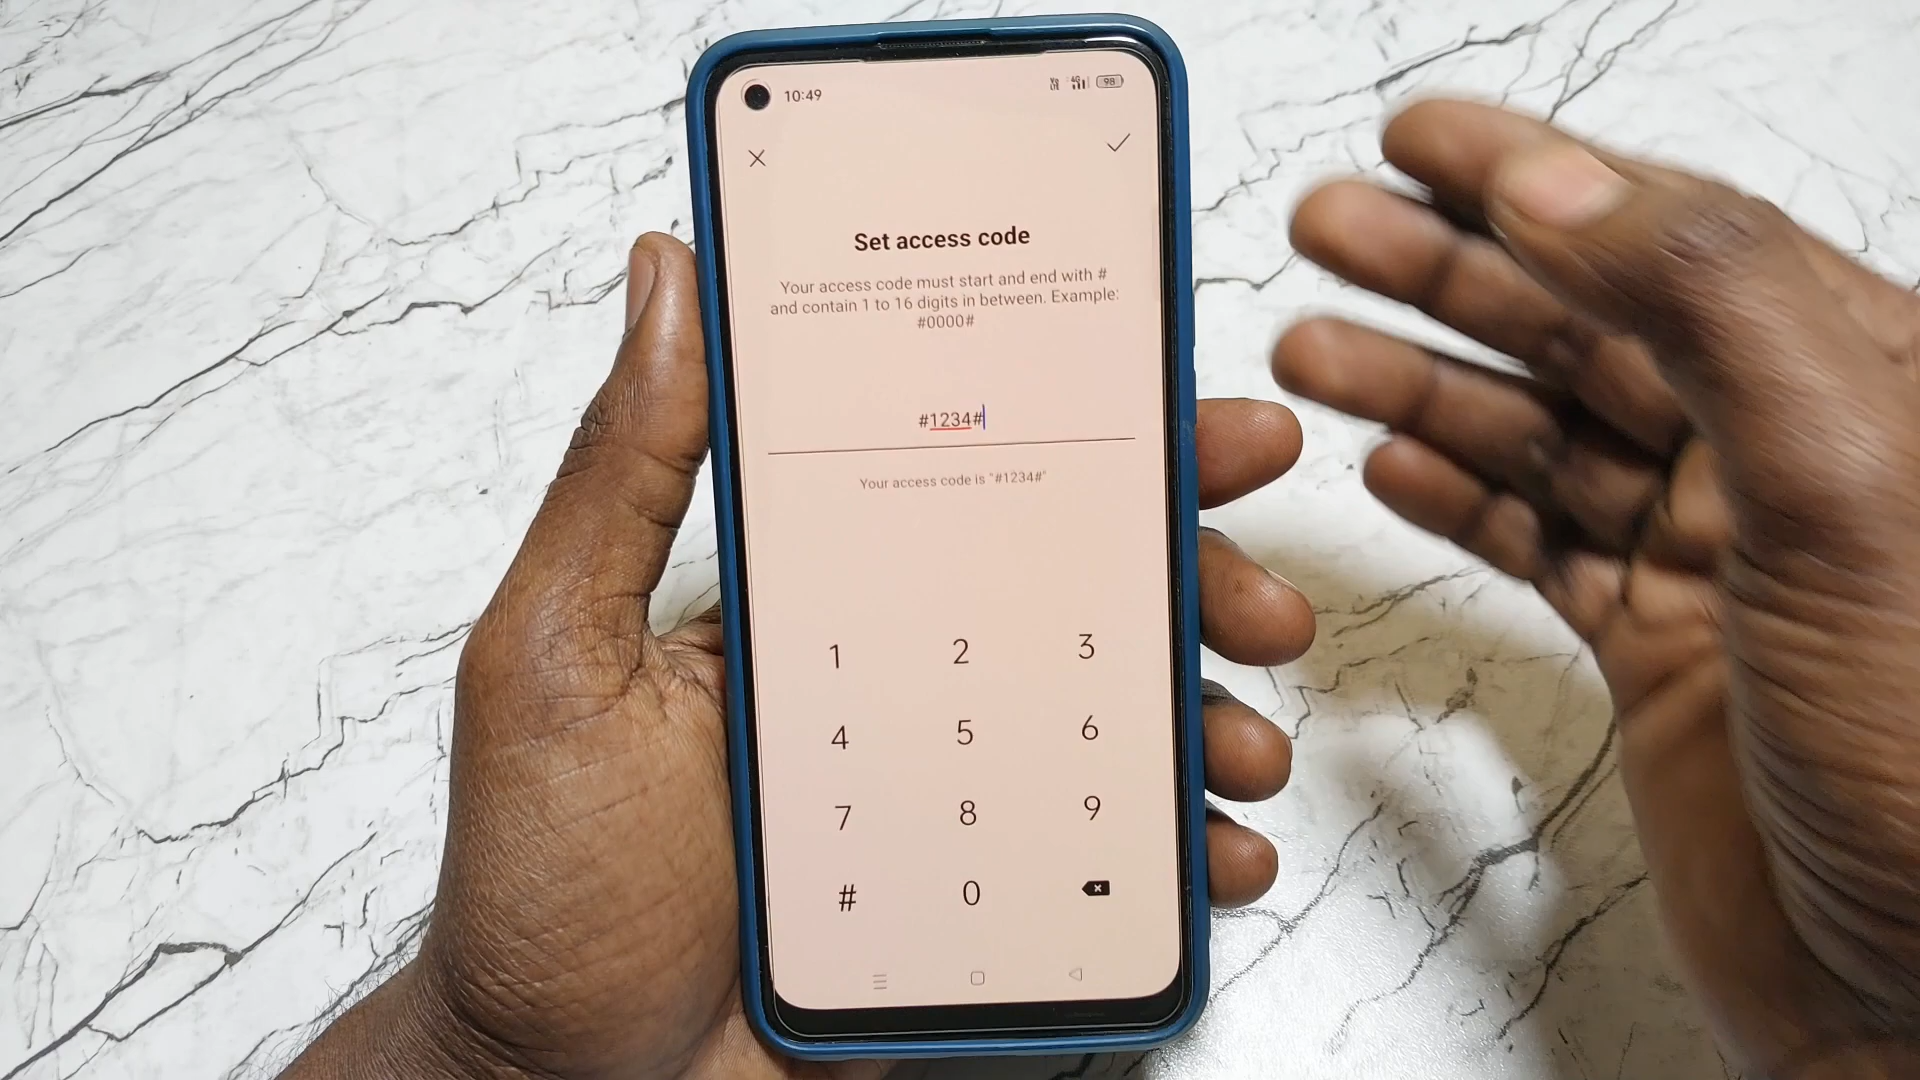 10:49
4G
98
Set access code
Your access code must start and end with #
and contain 1 to 16 digits in between. Example:
#0000#
#1234#
Your access code is "#1234#"
1 2 3
4 5 6
7 8 9
# 0